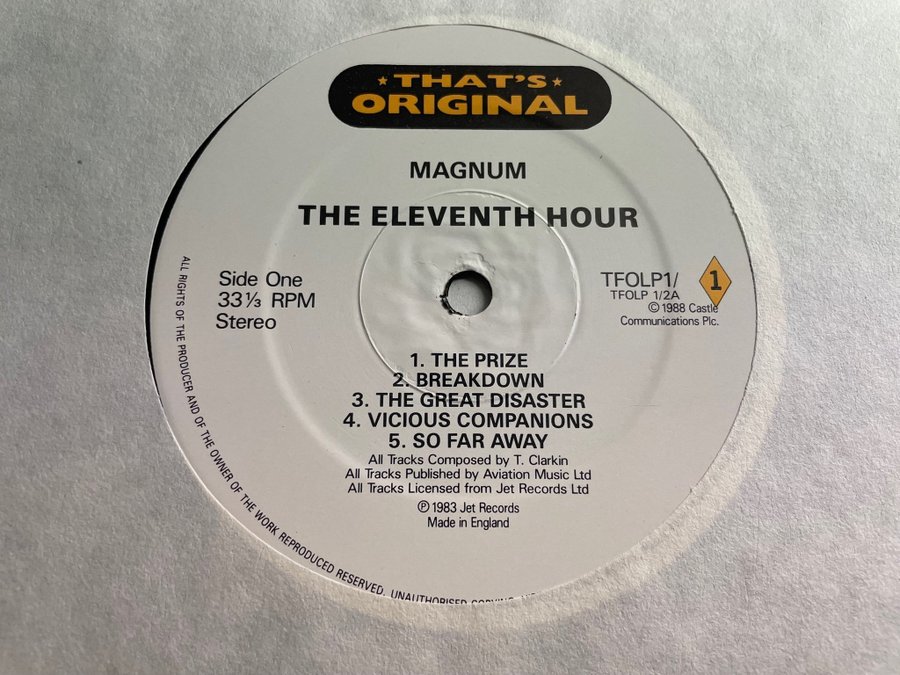 ★ THAT'S ★
ORIGINAL
MAGNUM
THE ELEVENTH HOUR
Side One
33⅓ RPM
Stereo
TFOLP1/ 1
TFOLP 1/2A
© 1988 Castle
Communications Plc.
1. THE PRIZE
2. BREAKDOWN
3. THE GREAT DISASTER
4. VICIOUS COMPANIONS
5. SO FAR AWAY
All Tracks Composed by T. Clarkin
All Tracks Published by Aviation Music Ltd
All Tracks Licensed from Jet Records Ltd
℗ 1983 Jet Records
Made in England
ALL RIGHTS OF THE PRODUCER AND OF THE OWNER OF THE WORK REPRODUCED RESERVED. UNAUTHORISED